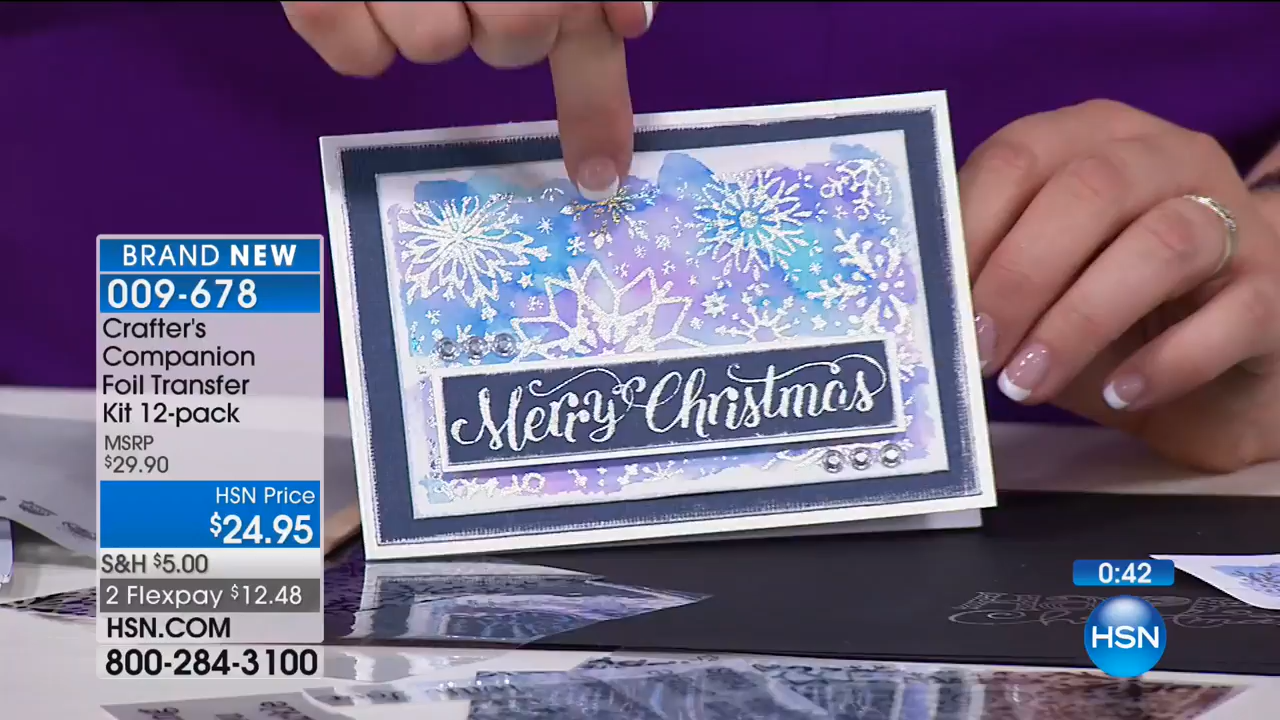 BRAND NEW
009-678
Crafter's
Companion
Foil Transfer
Kit 12-pack
MSRP
$29.90
HSN Price
$24.95
S&H $5.00
2 Flexpay $12.48
HSN.COM
800-284-3100
Merry Christmas
0:42
HSN